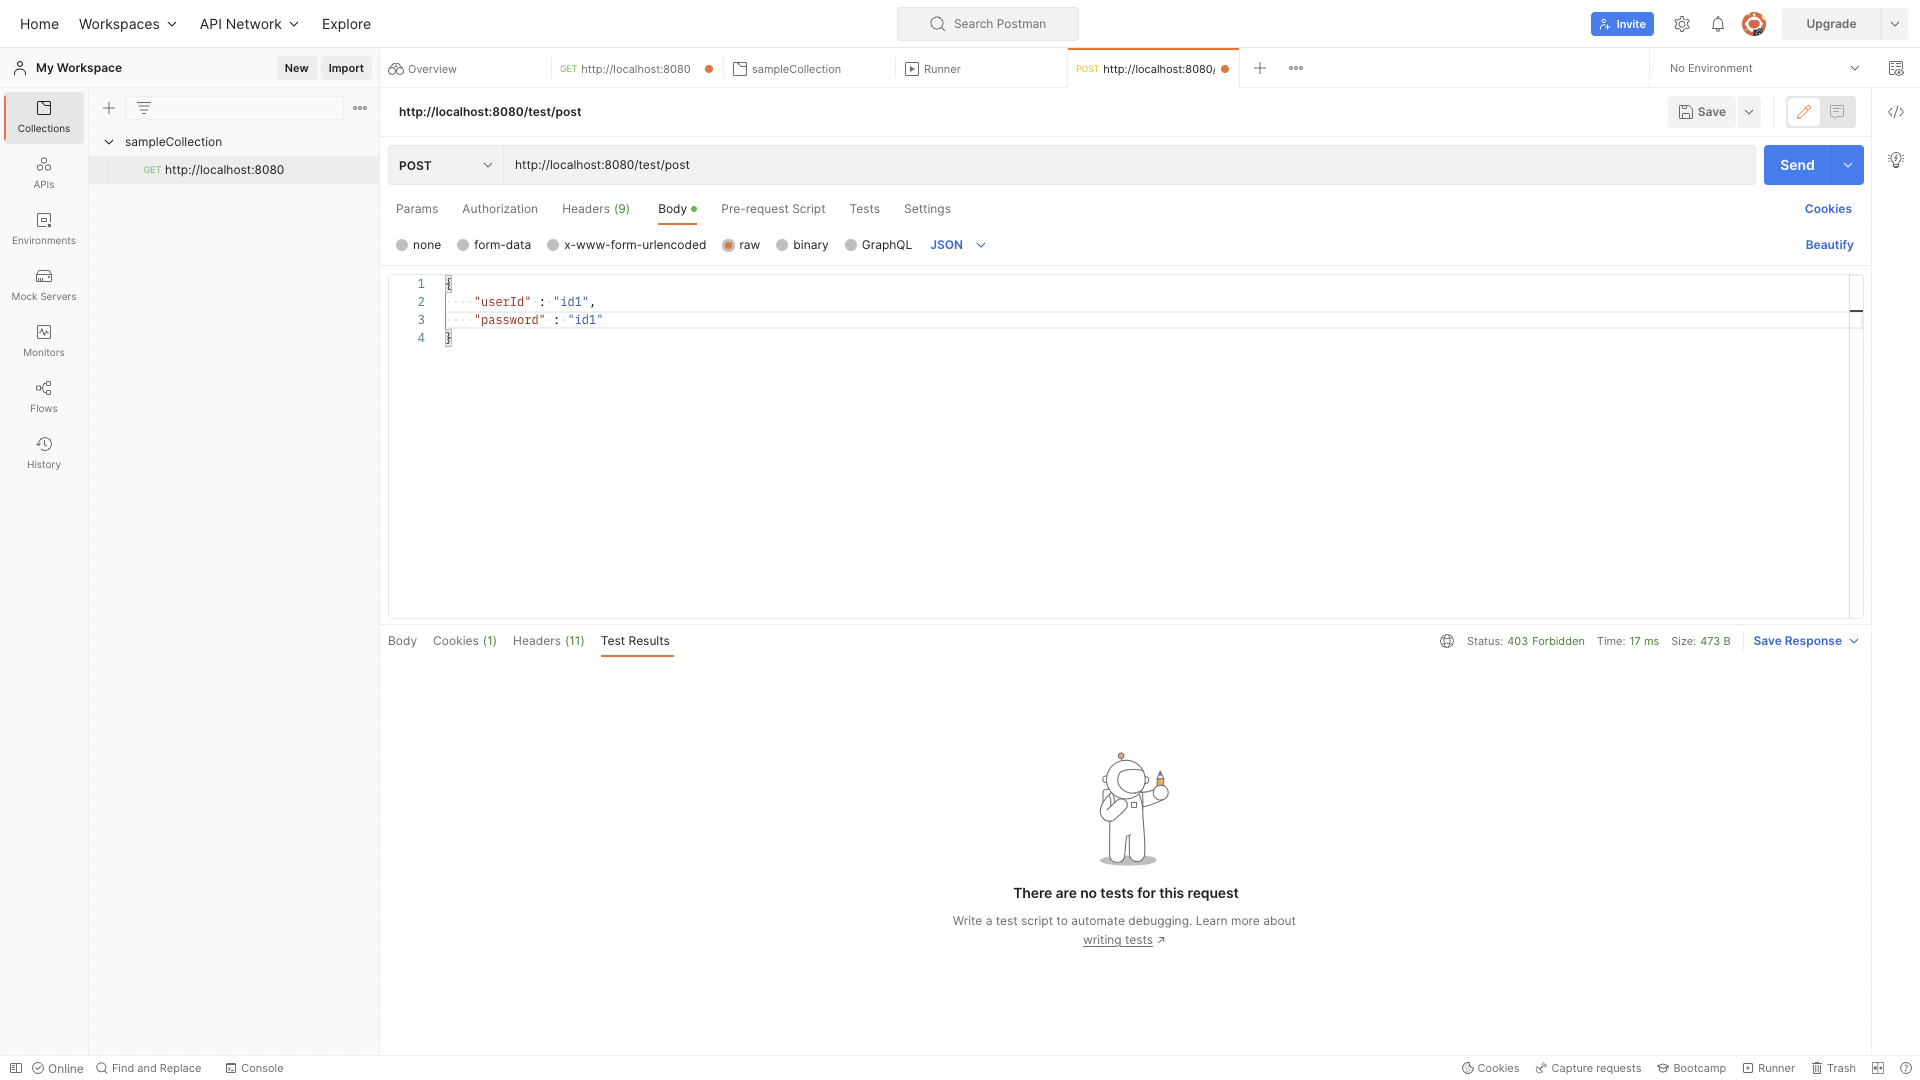 Home Workspaces API Network Explore Search Postman Invite Upgrade
My Workspace New Import Overview GET http://localhost:8080 sampleCollection Runner POST http://localhost:8080/ No Environment
Collections
APIs
Environments
Mock Servers
Monitors
Flows
History
sampleCollection
GET http://localhost:8080
http://localhost:8080/test/post Save
POST http://localhost:8080/test/post Send
Params Authorization Headers (9) Body Pre-request Script Tests Settings Cookies
none form-data x-www-form-urlencoded raw binary GraphQL JSON Beautify
1 {
2 "userId" : "id1",
3 "password" : "id1"
4 }
Body Cookies (1) Headers (11) Test Results Status: 403 Forbidden Time: 17 ms Size: 473 B Save Response
There are no tests for this request
Write a test script to automate debugging. Learn more about
writing tests ↗
Online Find and Replace Console Cookies Capture requests Bootcamp Runner Trash